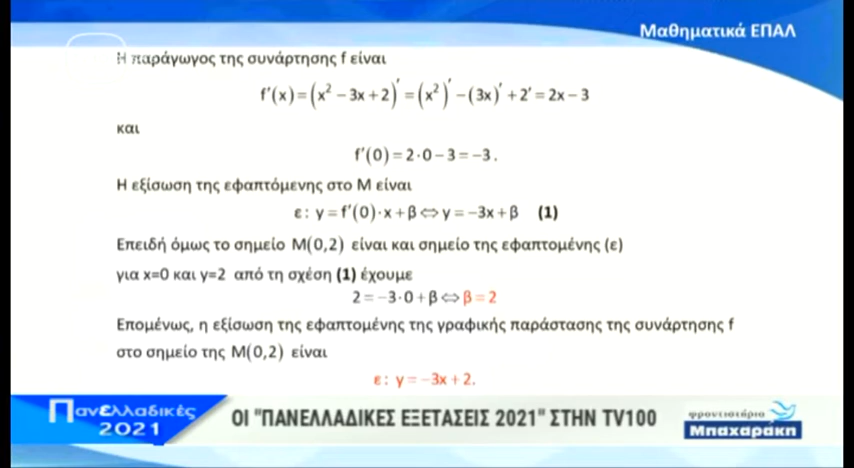 Μαθηματικά ΕΠΑΛ
Η παράγωγος της συνάρτησης f είναι
f'(x) = (x² − 3x + 2)' = (x²)' − (3x)' + 2' = 2x − 3
και
f'(0) = 2·0 − 3 = −3.
Η εξίσωση της εφαπτόμενης στο Μ είναι
ε: y = f'(0)·x + β ⇔ y = −3x + β (1)
Επειδή όμως το σημείο Μ(0,2) είναι και σημείο της εφαπτομένης (ε)
για x=0 και y=2 από τη σχέση (1) έχουμε
2 = −3·0 + β ⇔ β = 2
Επομένως, η εξίσωση της εφαπτομένης της γραφικής παράστασης της συνάρτησης f
στο σημείο της Μ(0,2) είναι
ε: y = −3x + 2.
Πανελλαδικές
2021
ΟΙ "ΠΑΝΕΛΛΑΔΙΚΕΣ ΕΞΕΤΑΣΕΙΣ 2021" ΣΤΗΝ TV100
φροντιστήριο
Μπαχαράκη